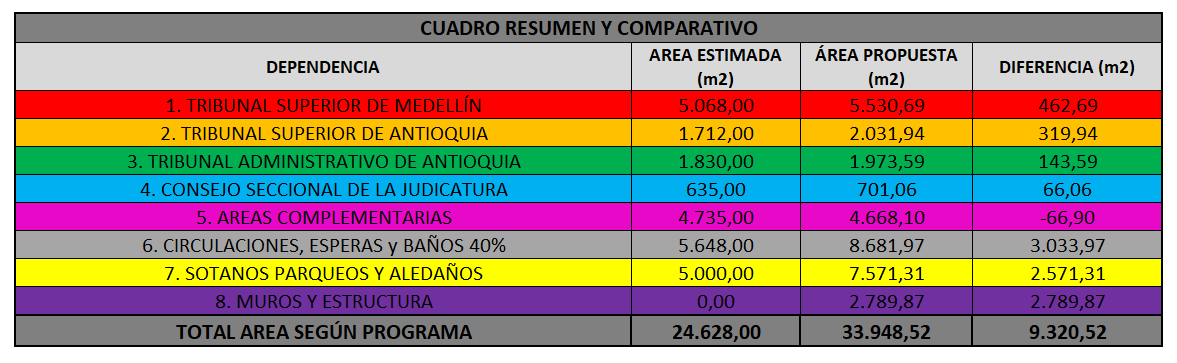 CUADRO RESUMEN Y COMPARATIVO
DEPENDENCIA AREA ESTIMADA (m2) ÁREA PROPUESTA (m2) DIFERENCIA (m2)
1. TRIBUNAL SUPERIOR DE MEDELLÍN 5.068,00 5.530,69 462,69
2. TRIBUNAL SUPERIOR DE ANTIOQUIA 1.712,00 2.031,94 319,94
3. TRIBUNAL ADMINISTRATIVO DE ANTIOQUIA 1.830,00 1.973,59 143,59
4. CONSEJO SECCIONAL DE LA JUDICATURA 635,00 701,06 66,06
5. AREAS COMPLEMENTARIAS 4.735,00 4.668,10 -66,90
6. CIRCULACIONES, ESPERAS y BAÑOS 40% 5.648,00 8.681,97 3.033,97
7. SOTANOS PARQUEOS Y ALEDAÑOS 5.000,00 7.571,31 2.571,31
8. MUROS Y ESTRUCTURA 0,00 2.789,87 2.789,87
TOTAL AREA SEGÚN PROGRAMA 24.628,00 33.948,52 9.320,52